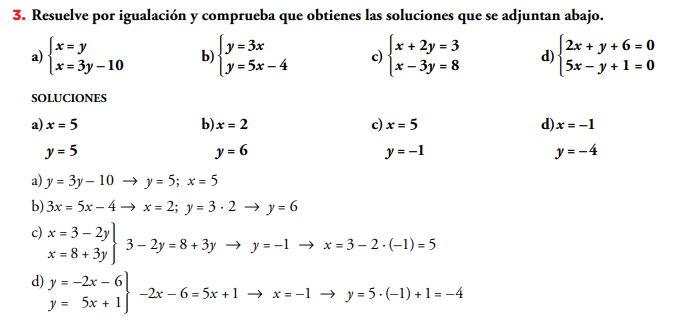 3. Resuelve por igualación y comprueba que obtienes las soluciones que se adjuntan abajo.
a) { x = y
x = 3y – 10
b) { y = 3x
y = 5x – 4
c) { x + 2y = 3
x – 3y = 8
d) { 2x + y + 6 = 0
5x – y + 1 = 0
SOLUCIONES
a) x = 5 b) x = 2 c) x = 5 d) x = –1
y = 5 y = 6 y = –1 y = –4
a) y = 3y – 10 → y = 5; x = 5
b) 3x = 5x – 4 → x = 2; y = 3 · 2 → y = 6
c) x = 3 – 2y
x = 8 + 3y } 3 – 2y = 8 + 3y → y = –1 → x = 3 – 2 · (–1) = 5
d) y = –2x – 6
y = 5x + 1 } –2x – 6 = 5x + 1 → x = –1 → y = 5 · (–1) + 1 = –4